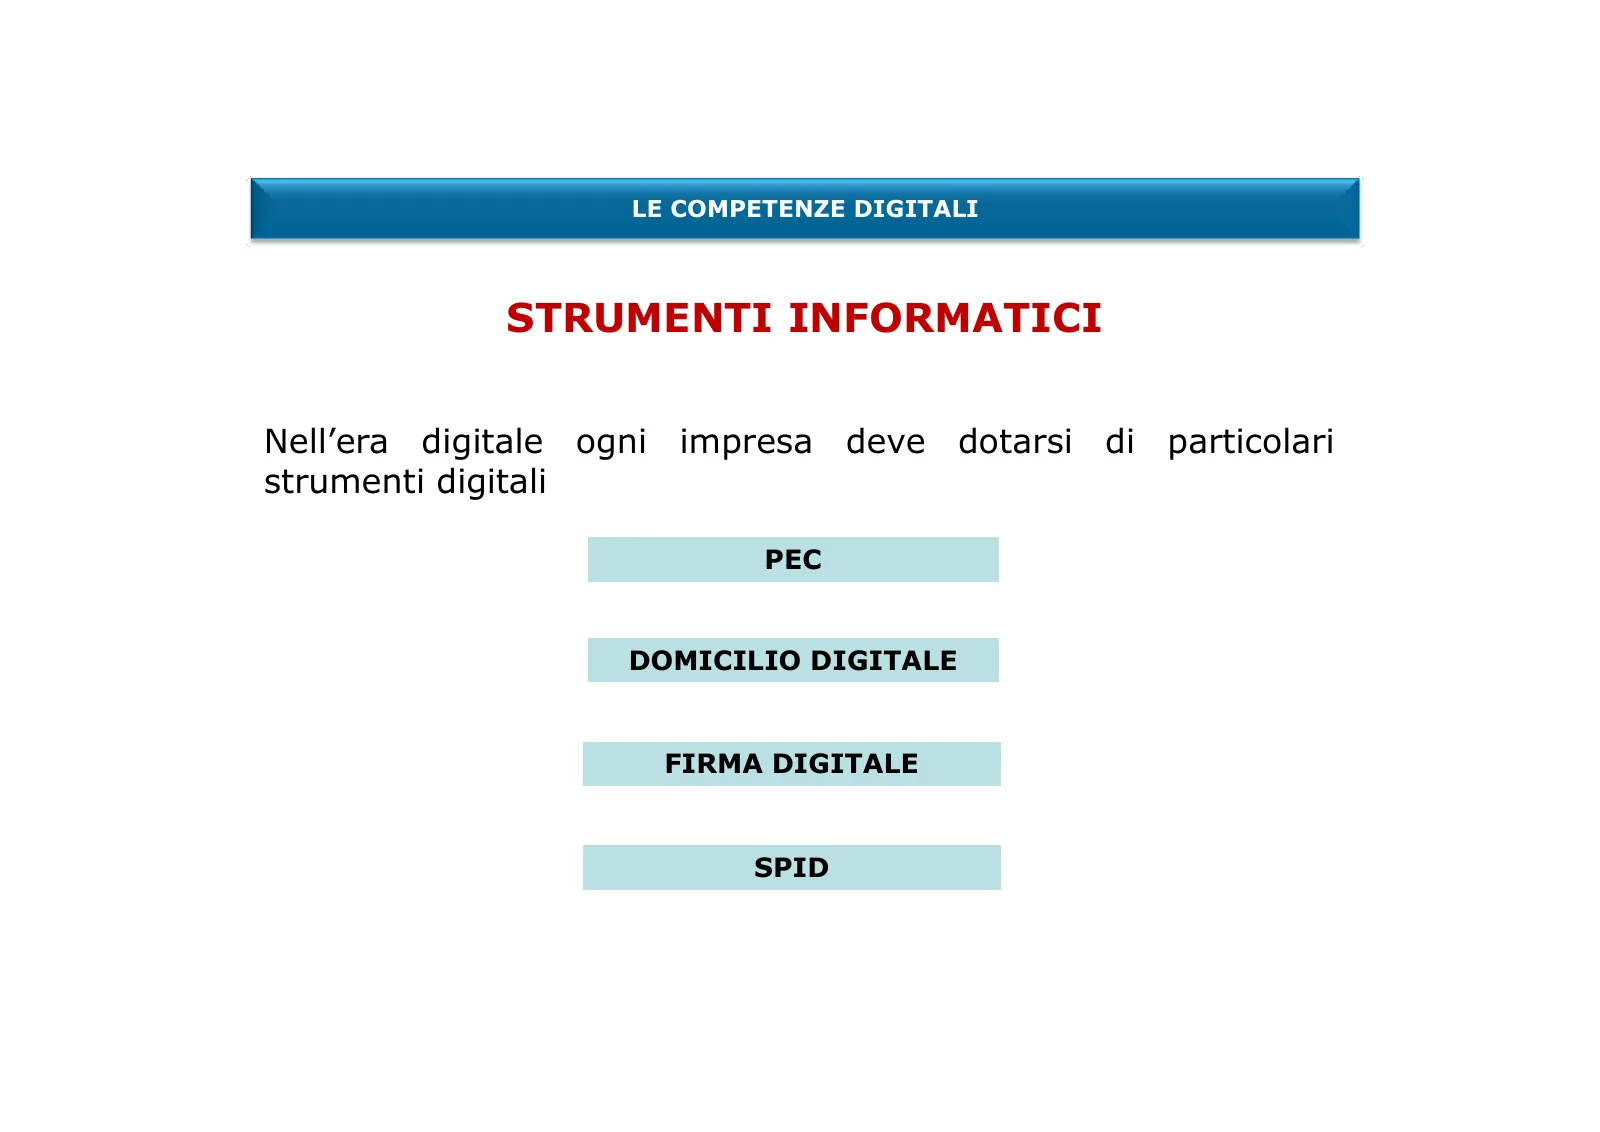 LE COMPETENZE DIGITALI
STRUMENTI INFORMATICI
Nell’era digitale ogni impresa deve dotarsi di particolari
strumenti digitali
PEC
DOMICILIO DIGITALE
FIRMA DIGITALE
SPID